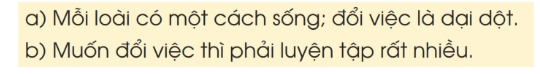 a) Mỗi loài có một cách sống; đổi việc là dại dột.
b) Muốn đổi việc thì phải luyện tập rất nhiều.